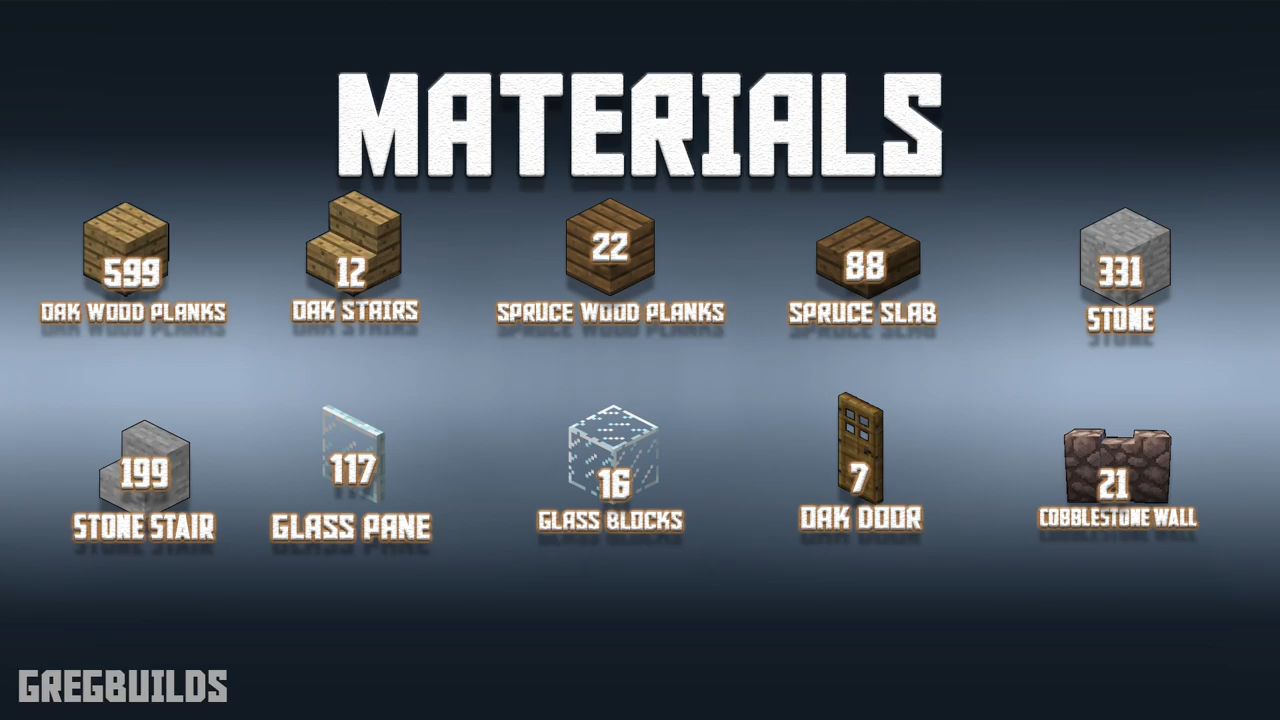 MATERIALS
599
OAK WOOD PLANKS
12
OAK STAIRS
22
SPRUCE WOOD PLANKS
88
SPRUCE SLAB
331
STONE
199
STONE STAIR
117
GLASS PANE
16
GLASS BLOCKS
7
OAK DOOR
21
COBBLESTONE WALL
GREGBUILDS